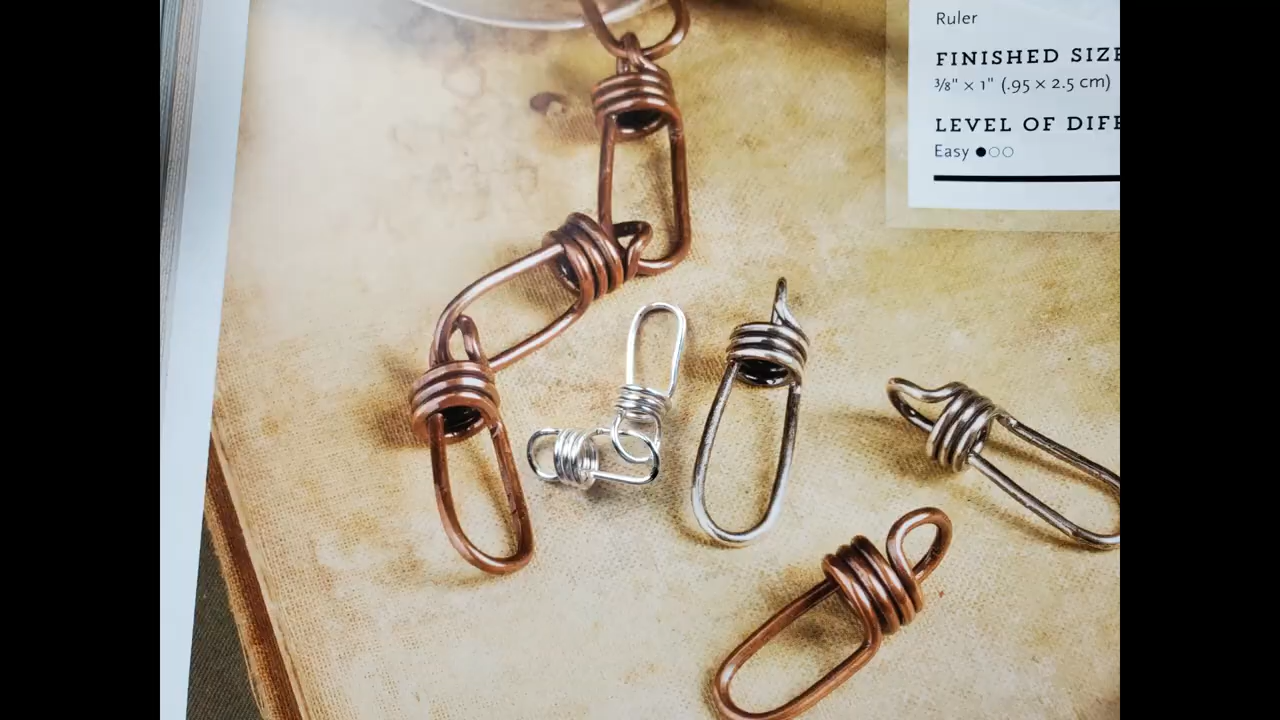 Ruler
FINISHED SIZE
⅜" × 1" (.95 × 2.5 cm)
LEVEL OF DIFF
Easy ●○○